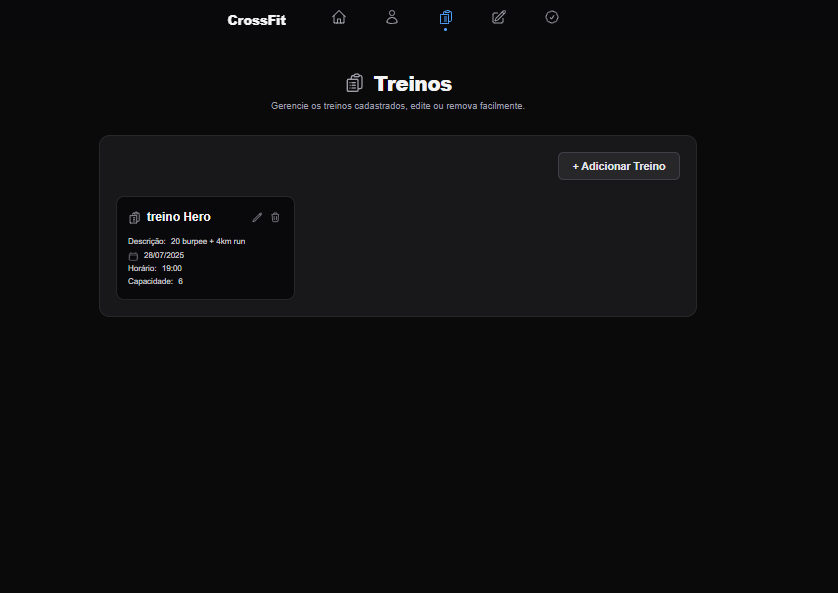 CrossFit
Treinos
Gerencie os treinos cadastrados, edite ou remova facilmente.
+ Adicionar Treino
treino Hero
Descrição: 20 burpee + 4km run
28/07/2025
Horário: 19:00
Capacidade: 6